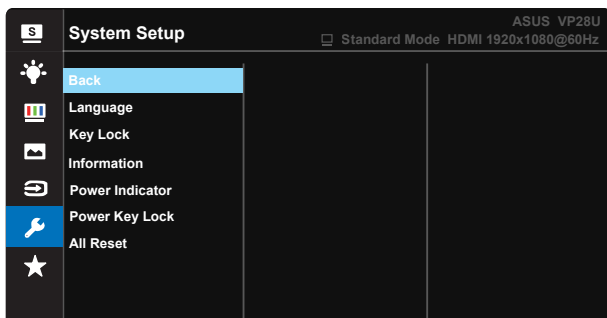 S
System Setup
ASUS VP28U
Standard Mode HDMI 1920x1080@60Hz
Back
Language
Key Lock
Information
Power Indicator
Power Key Lock
All Reset